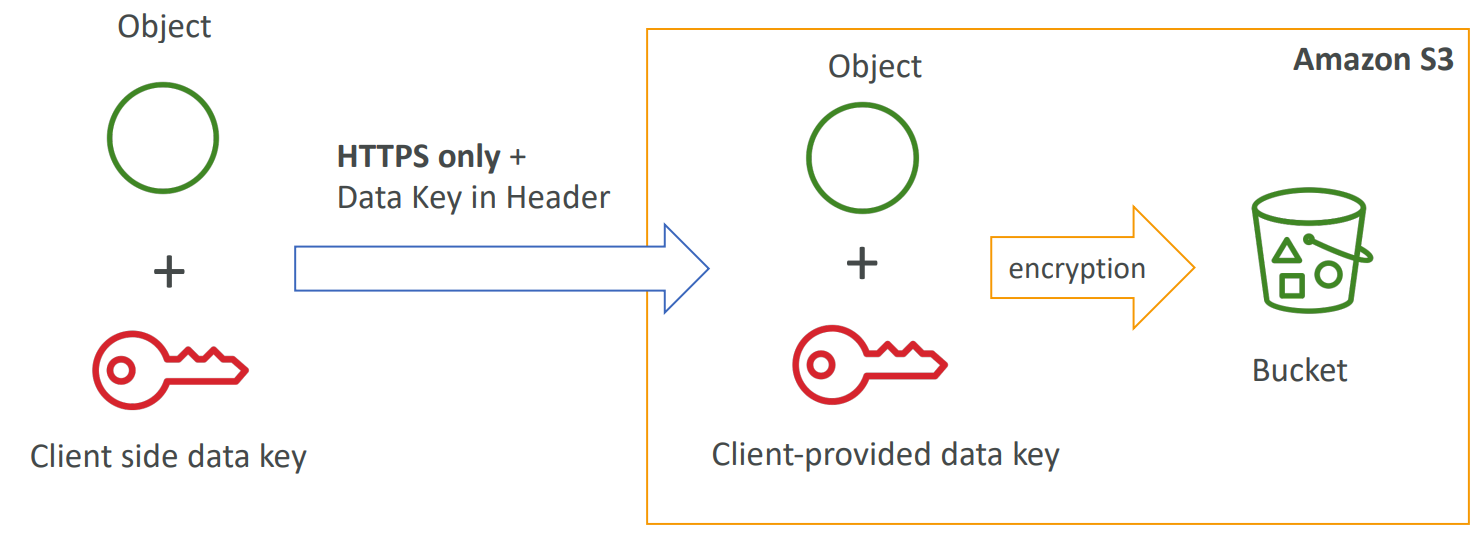 Object
HTTPS only +
Data Key in Header
Client side data key
Amazon S3
Object
Client-provided data key
encryption
Bucket